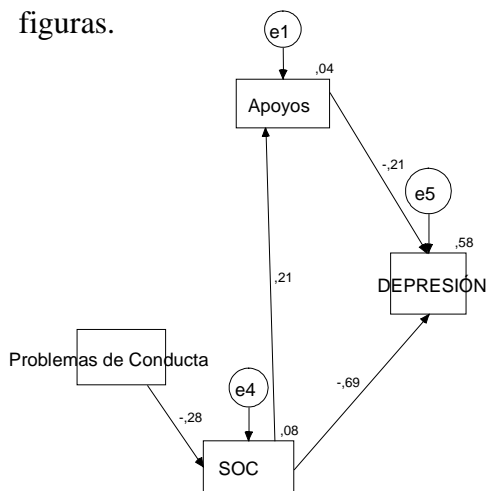 figuras.
e1
,04
Apoyos
-,21
e5
,58
DEPRESIÓN
,21
Problemas de Conducta
e4
-,69
-,28
,08
SOC